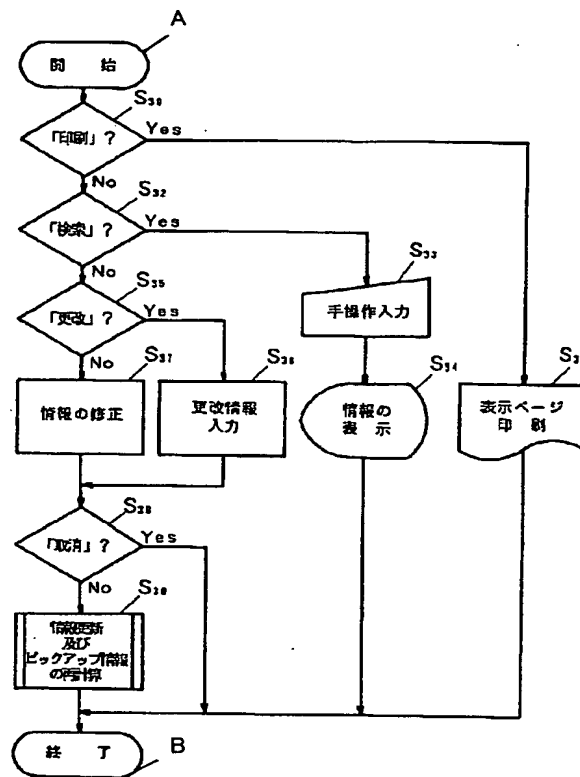 A
開 始
S30
「印刷」?
Yes
No
S32
「検索」?
Yes
No
S33
手操作入力
S35
「更改」?
Yes
No
S37
情報の修正
S36
更改情報
入力
S34
情報の
表 示
表示ページ
印 刷
S38
「取消」?
Yes
No
情報更新
及び
ピックアップ情報
の再計算
終 了
B